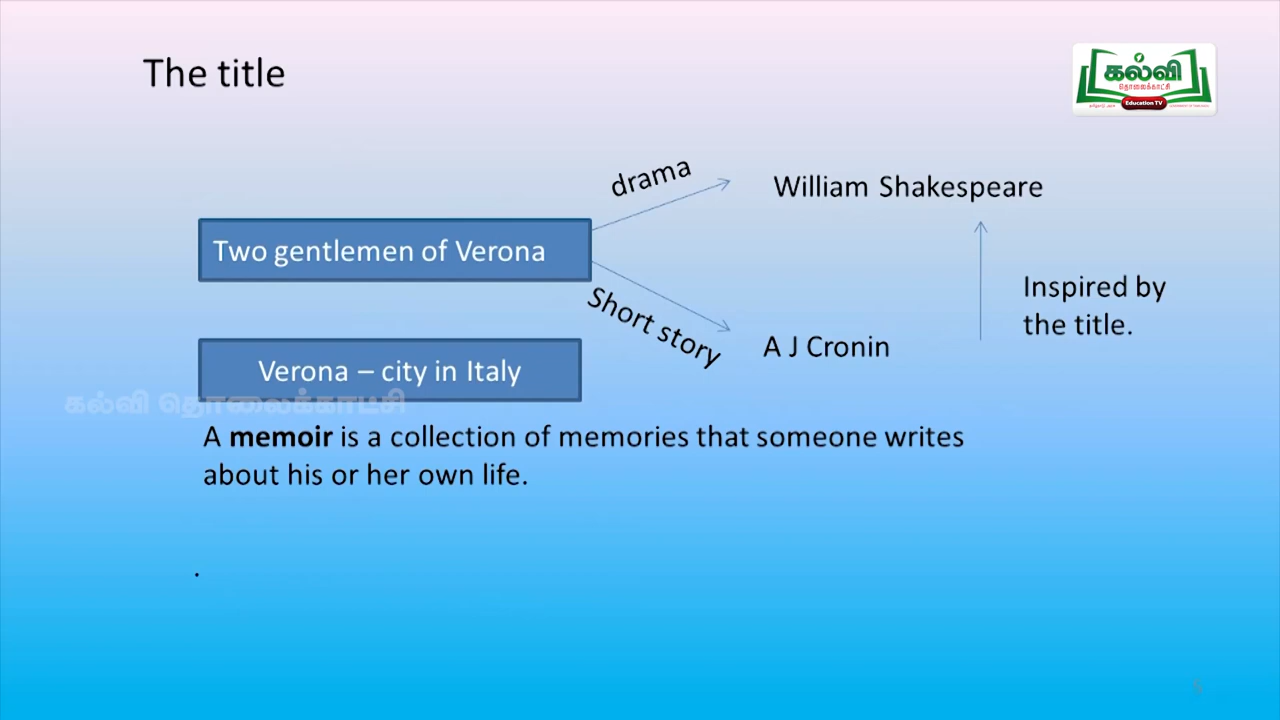 The title
கல்வி
தொலைக்காட்சி
Education TV
drama
William Shakespeare
Two gentlemen of Verona
Short story
Inspired by
the title.
A J Cronin
Verona – city in Italy
கல்வி தொலைக்காட்சி
A memoir is a collection of memories that someone writes
about his or her own life.
.
5